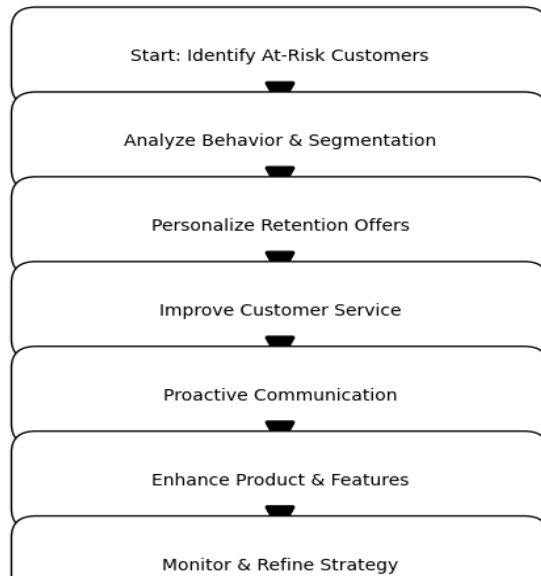 Start: Identify At-Risk Customers
Analyze Behavior & Segmentation
Personalize Retention Offers
Improve Customer Service
Proactive Communication
Enhance Product & Features
Monitor & Refine Strategy